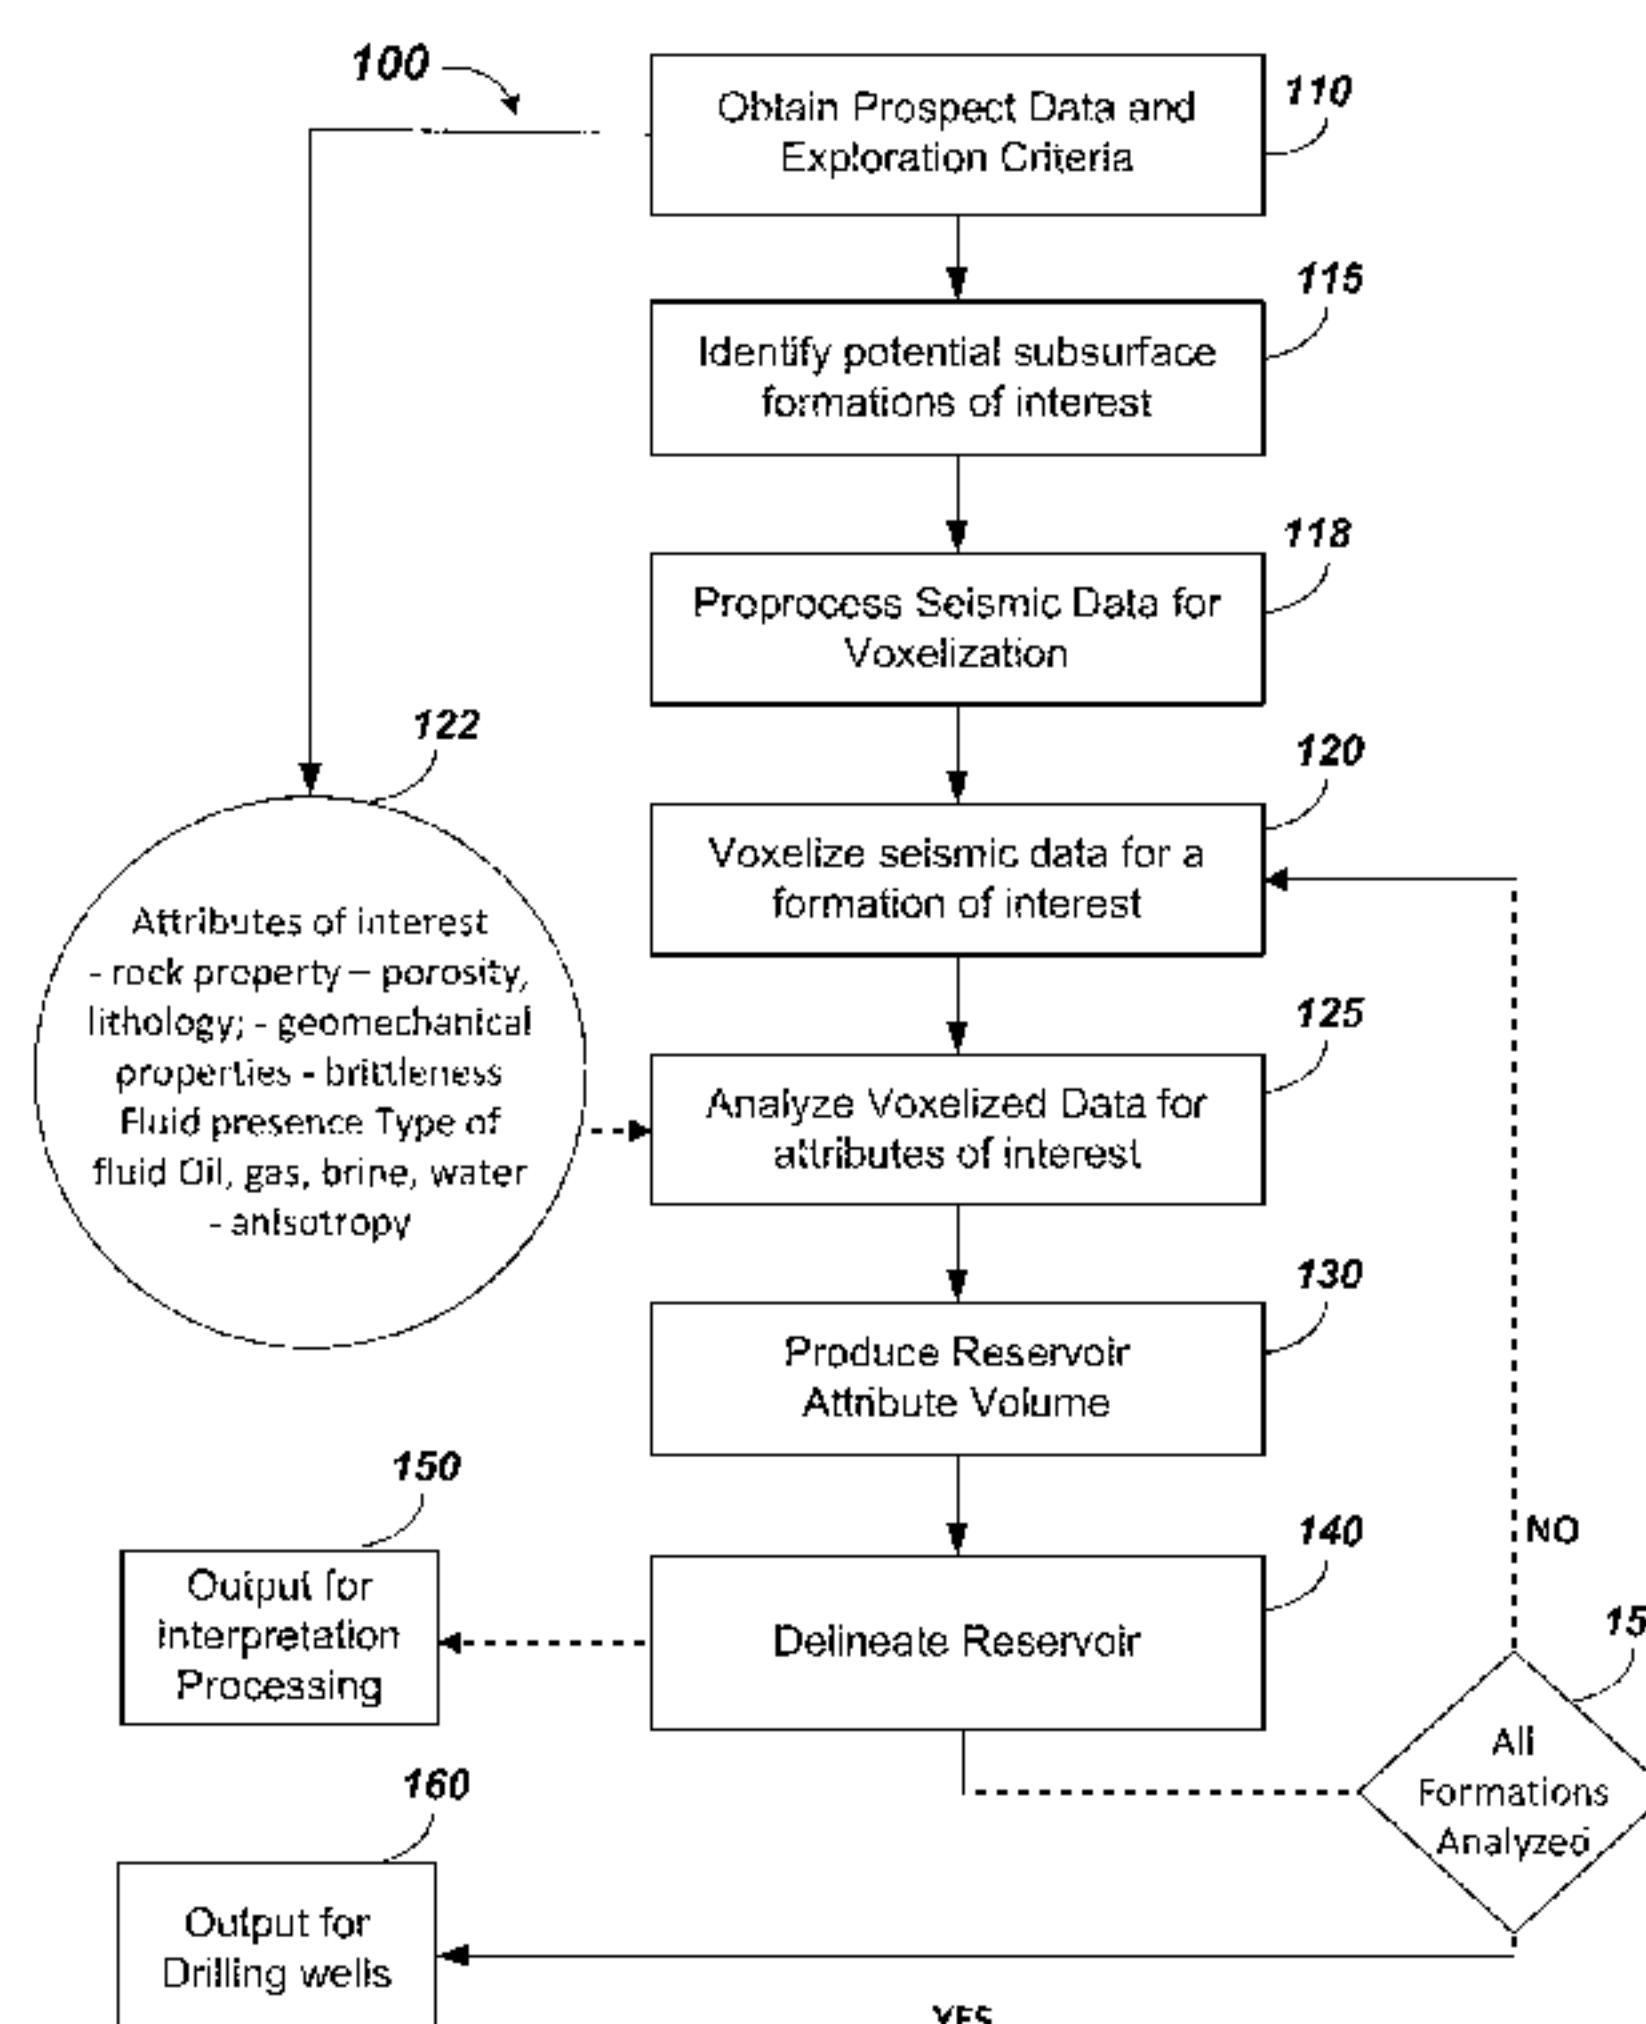 100
Obtain Prospect Data and
Exploration Criteria
110
Identify potential subsurface
formations of interest
115
Proprocess Seismic Data for
Voxelization
118
122
Attributes of interest
- rock property – porosity,
lithology; - geomechanical
properties - brittleness
Fluid presence Type of
fluid Oil, gas, brine, water
- anisotropy
Voxelize seismic data for a
formation of interest
120
Analyze Voxelized Data for
attributes of interest
125
Produce Reservoir
Attribute Volume
130
150
Output for
interpretation
Processing
Delineate Reservoir
140
NO
15
All
Formations
Analyzed
160
Output for
Drilling wells
YES